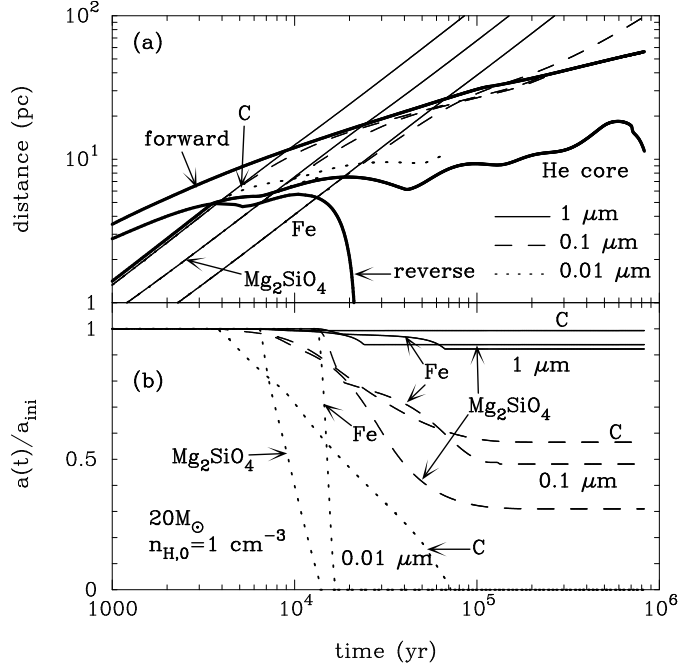 10²
(a)
C
forward
distance (pc)
10
He core
Fe
1 μm
0.1 μm
0.01 μm
Mg₂SiO₄
reverse
1
1
C
(b)
Fe
1 μm
Mg₂SiO₄
Fe
a(t)/a_ini
Mg₂SiO₄
C
0.5
0.1 μm
20M☉
n_H,0=1 cm⁻³
0.01 μm
C
0
1000
10⁴
10⁵
10⁶
time (yr)